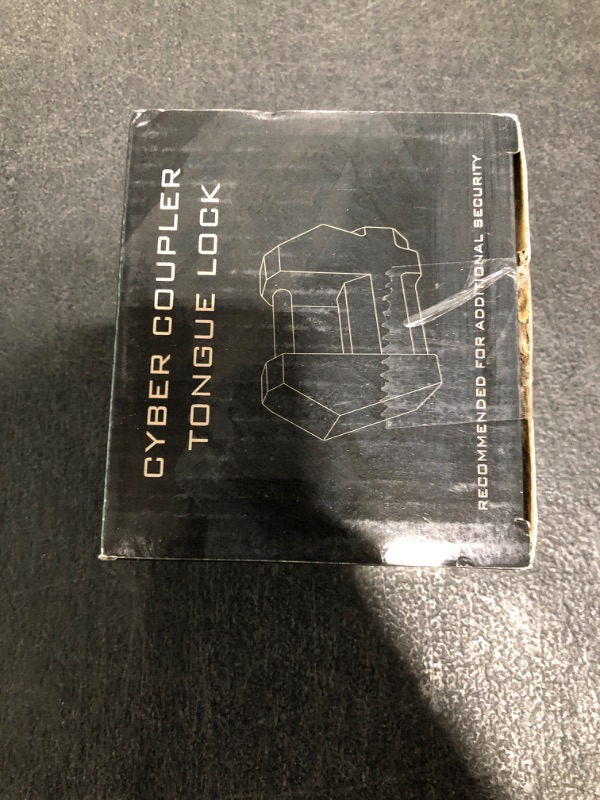 CYBER COUPLER
TONGUE LOCK
RECOMMENDED FOR ADDITIONAL SECURITY